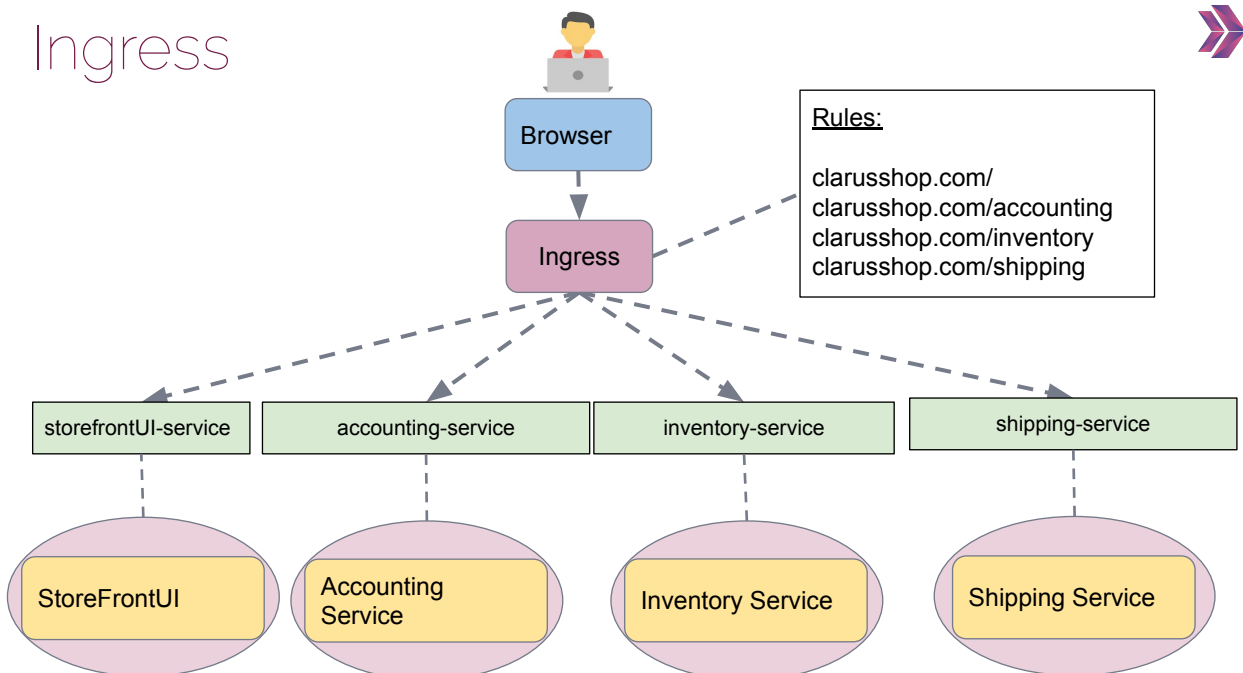 Ingress
Browser
Rules:
clarusshop.com/
clarusshop.com/accounting
clarusshop.com/inventory
clarusshop.com/shipping
Ingress
storefrontUI-service
accounting-service
inventory-service
shipping-service
StoreFrontUI
Accounting
Service
Inventory Service
Shipping Service